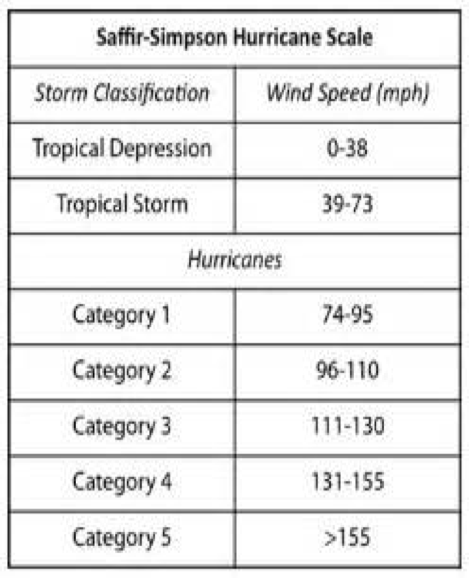 Saffir-Simpson Hurricane Scale
Storm Classification Wind Speed (mph)
Tropical Depression 0-38
Tropical Storm 39-73
Hurricanes
Category 1 74-95
Category 2 96-110
Category 3 111-130
Category 4 131-155
Category 5 >155